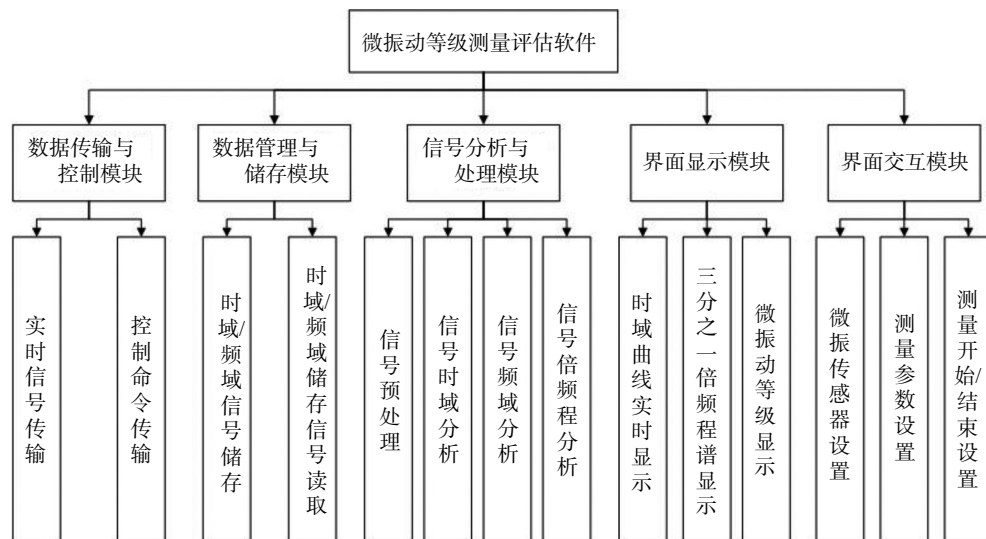 微振动等级测量评估软件
数据传输与
控制模块
数据管理与
储存模块
信号分析与
处理模块
界面显示模块
界面交互模块
实时信号传输
控制命令传输
时域/频域信号储存
时域/频域储存信号读取
信号预处理
信号时域分析
信号频域分析
信号倍频程分析
时域曲线实时显示
三分之一倍频程谱显示
微振动等级显示
微振传感器设置
测量参数设置
测量开始/结束设置